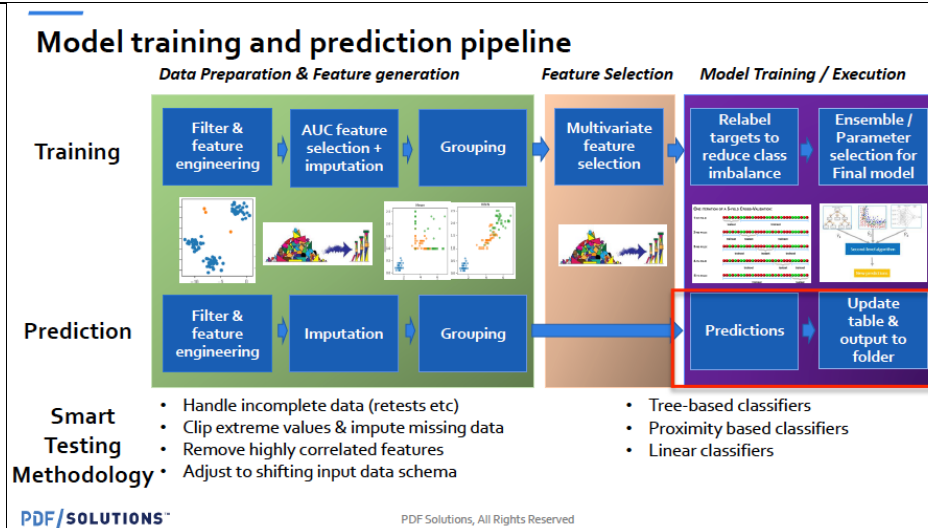 Model training and prediction pipeline
Data Preparation & Feature generation
Feature Selection
Model Training / Execution
Training
Filter &
feature
engineering
AUC feature
selection +
imputation
Grouping
Multivariate
feature
selection
Relabel
targets to
reduce class
imbalance
Ensemble /
Parameter
selection for
Final model
Prediction
Filter &
feature
engineering
Imputation
Grouping
Predictions
Update
table &
output to
folder
Smart
Testing
Methodology
• Handle incomplete data (retests etc)
• Clip extreme values & impute missing data
• Remove highly correlated features
• Adjust to shifting input data schema
• Tree-based classifiers
• Proximity based classifiers
• Linear classifiers
PDF/SOLUTIONS™
PDF Solutions, All Rights Reserved